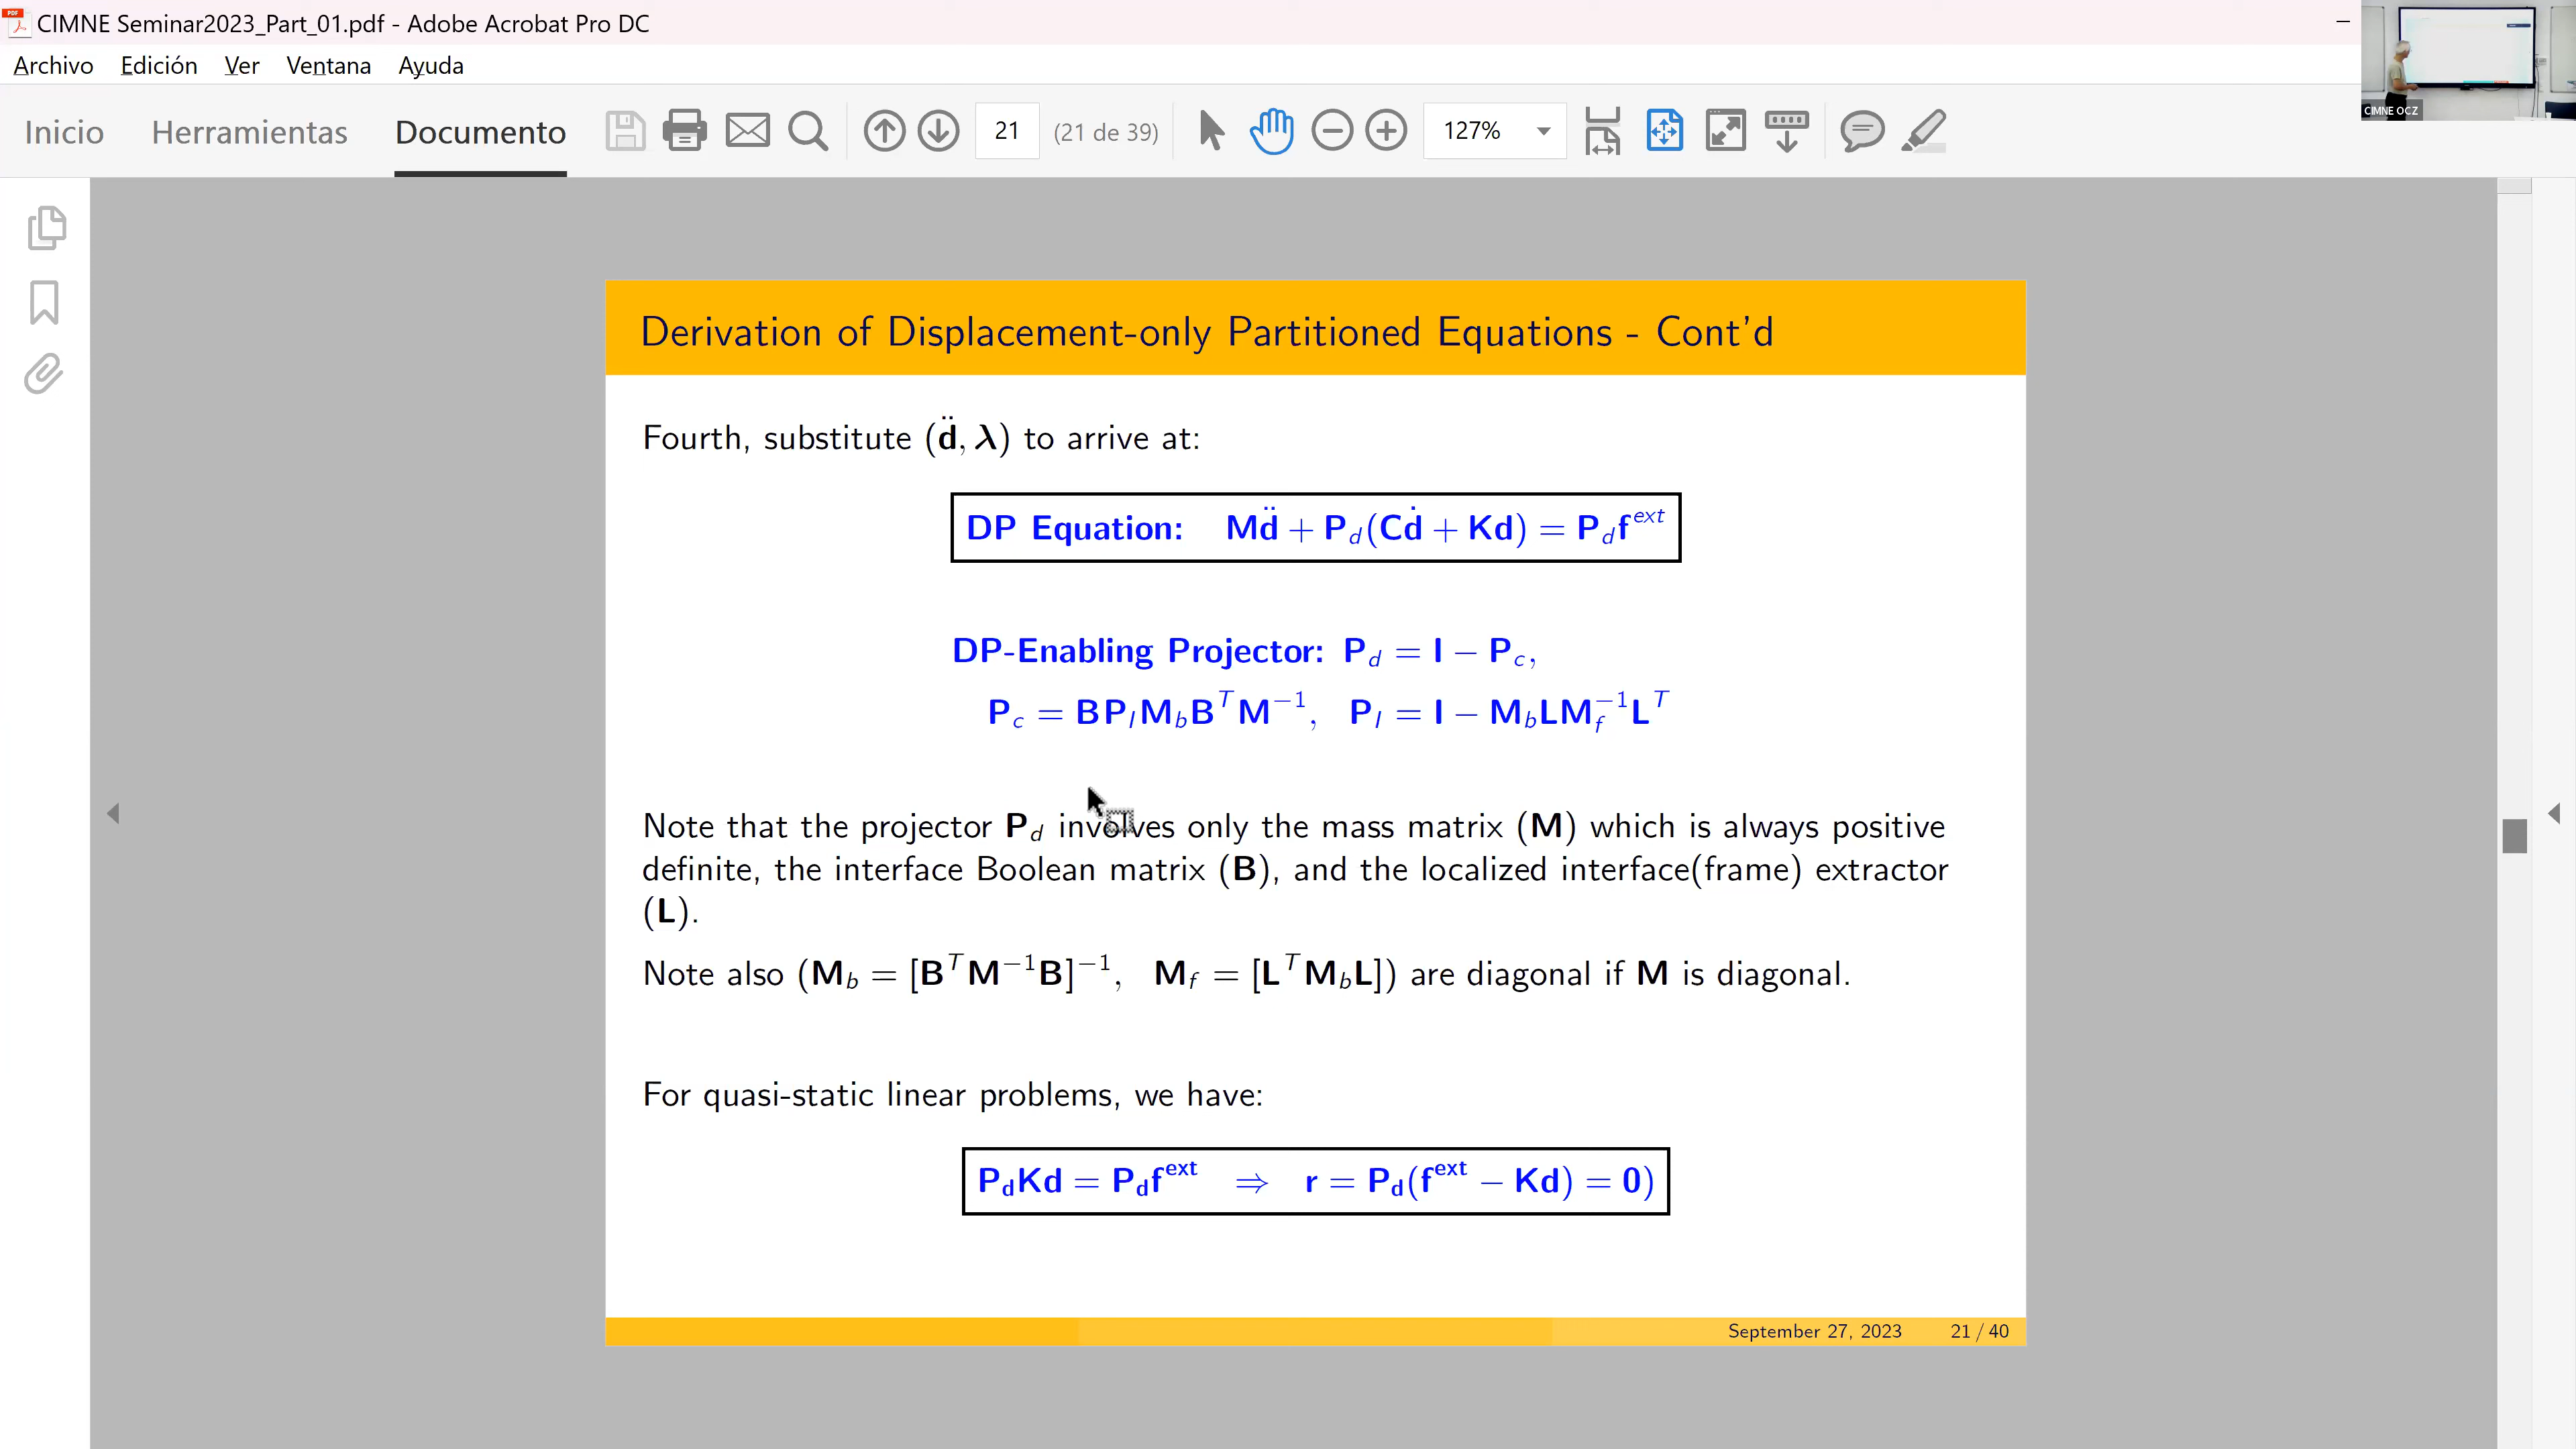 CIMNE Seminar2023_Part_01.pdf - Adobe Acrobat Pro DC
Archivo Edición Ver Ventana Ayuda
CIMNE OCZ
Inicio Herramientas Documento 21 (21 de 39) 127%
Derivation of Displacement-only Partitioned Equations - Cont'd
Fourth, substitute (d̈, λ) to arrive at:
DP Equation: Md̈ + P_d(Cḋ + Kd) = P_d f^ext
DP-Enabling Projector: P_d = I − P_c,
P_c = BP_l M_b B^T M^−1, P_l = I − M_b LM_f^−1 L^T
Note that the projector P_d involves only the mass matrix (M) which is always positive
definite, the interface Boolean matrix (B), and the localized interface(frame) extractor
(L).
Note also (M_b = [B^T M^−1 B]^−1, M_f = [L^T M_b L]) are diagonal if M is diagonal.
For quasi-static linear problems, we have:
P_d Kd = P_d f^ext ⇒ r = P_d(f^ext − Kd) = 0)
September 27, 2023 21 / 40